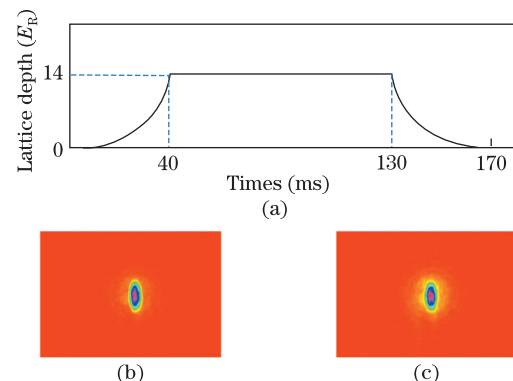 Lattice depth (E_R)
14
0
40
130
170
Times (ms)
(a)
(b)
(c)